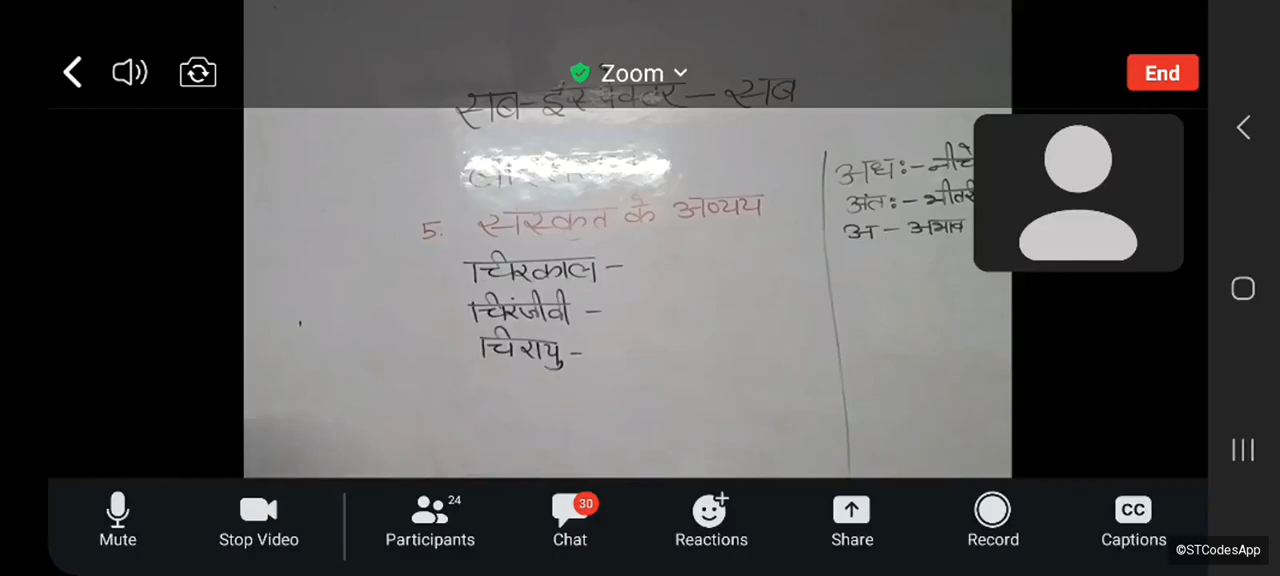 Zoom
End
सब-इंस्पेक्टर – सब
5. संस्कृत के अव्यय
चिरकाल –
चिरंजीवी –
चिरायु –
अधः – नीचे
अंतः – भीतरी
अ – अभाव
Mute
Stop Video
Participants 24
Chat 30
Reactions
Share
Record
CC Captions
©STCodesApp